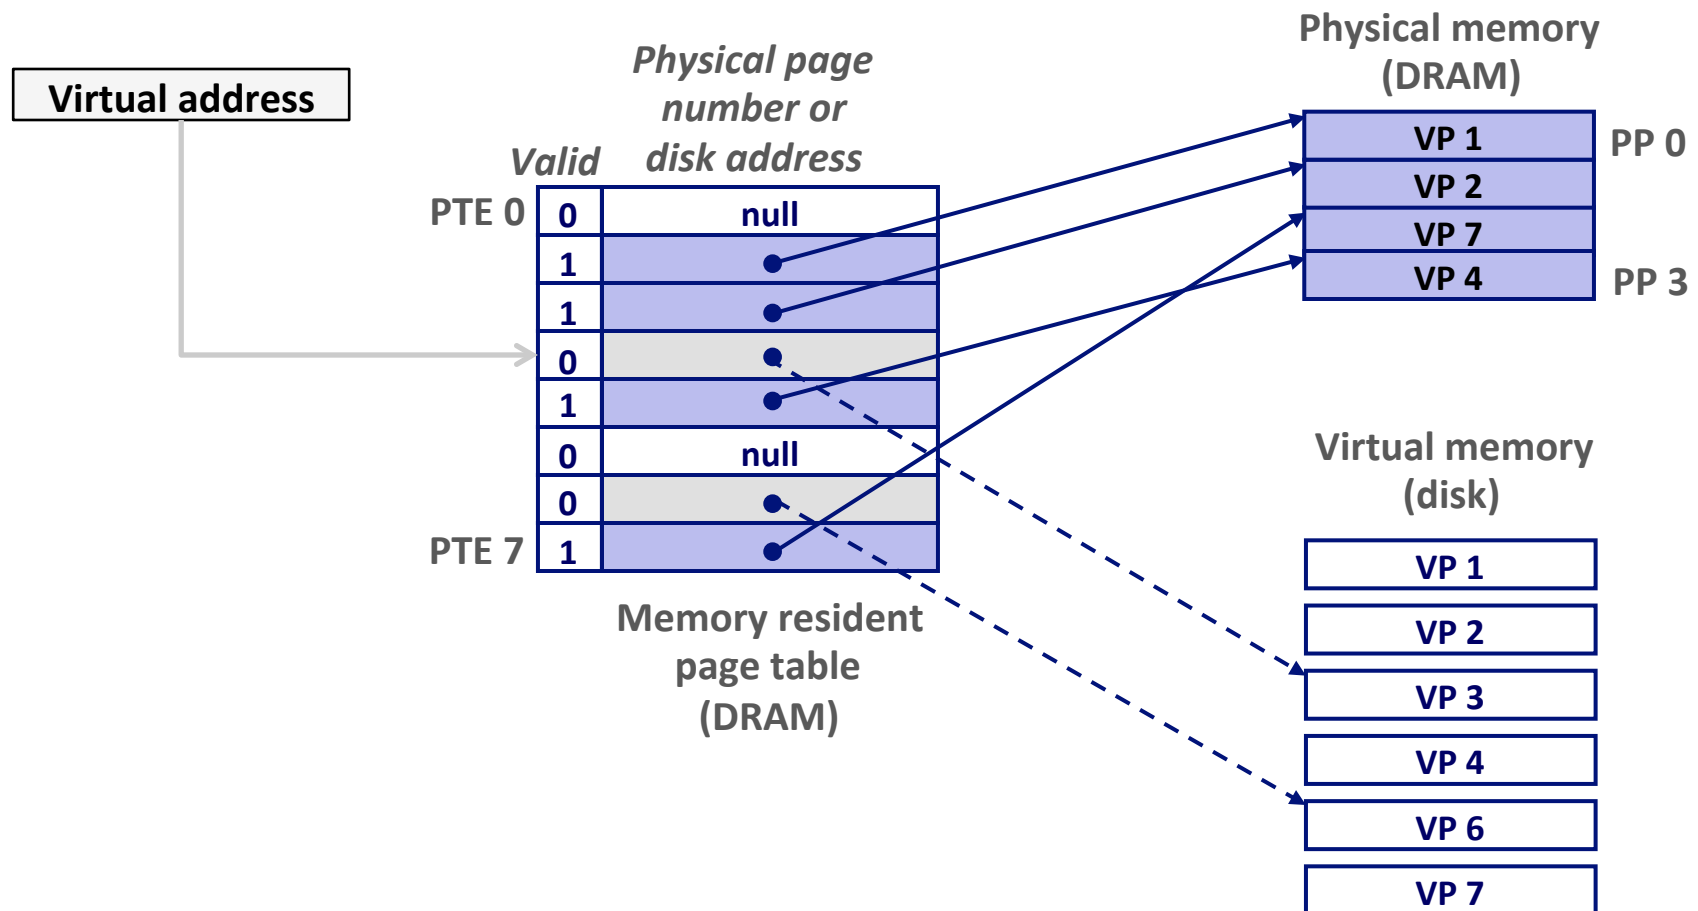 Virtual address
Physical page
number or
disk address
Valid
PTE 0
0
null
1
1
0
1
0
null
0
PTE 7
1
Memory resident
page table
(DRAM)
Physical memory
(DRAM)
VP 1
PP 0
VP 2
VP 7
VP 4
PP 3
Virtual memory
(disk)
VP 1
VP 2
VP 3
VP 4
VP 6
VP 7